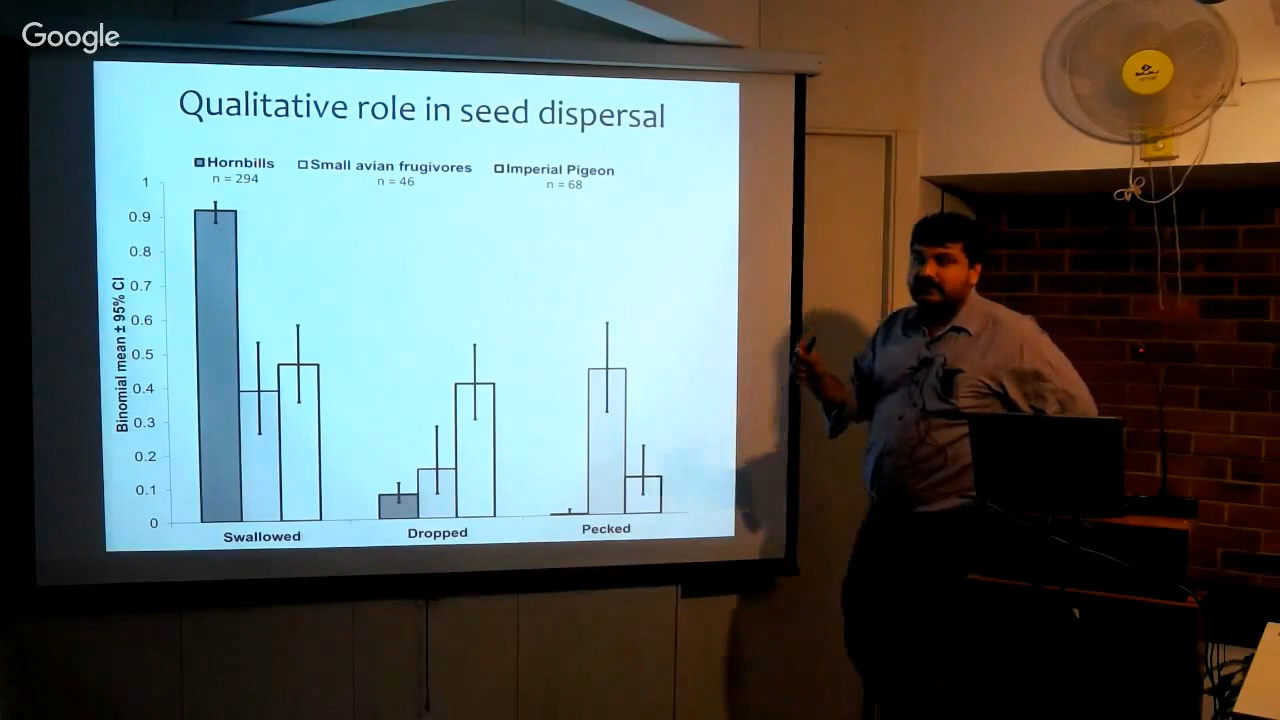 Google
Qualitative role in seed dispersal
Hornbills Small avian frugivores Imperial Pigeon
n = 294 n = 46 n = 68
1
0.9
0.8
0.7
0.6
0.5
0.4
0.3
0.2
0.1
0
Binomial mean ± 95% CI
Swallowed Dropped Pecked
BAJAJ